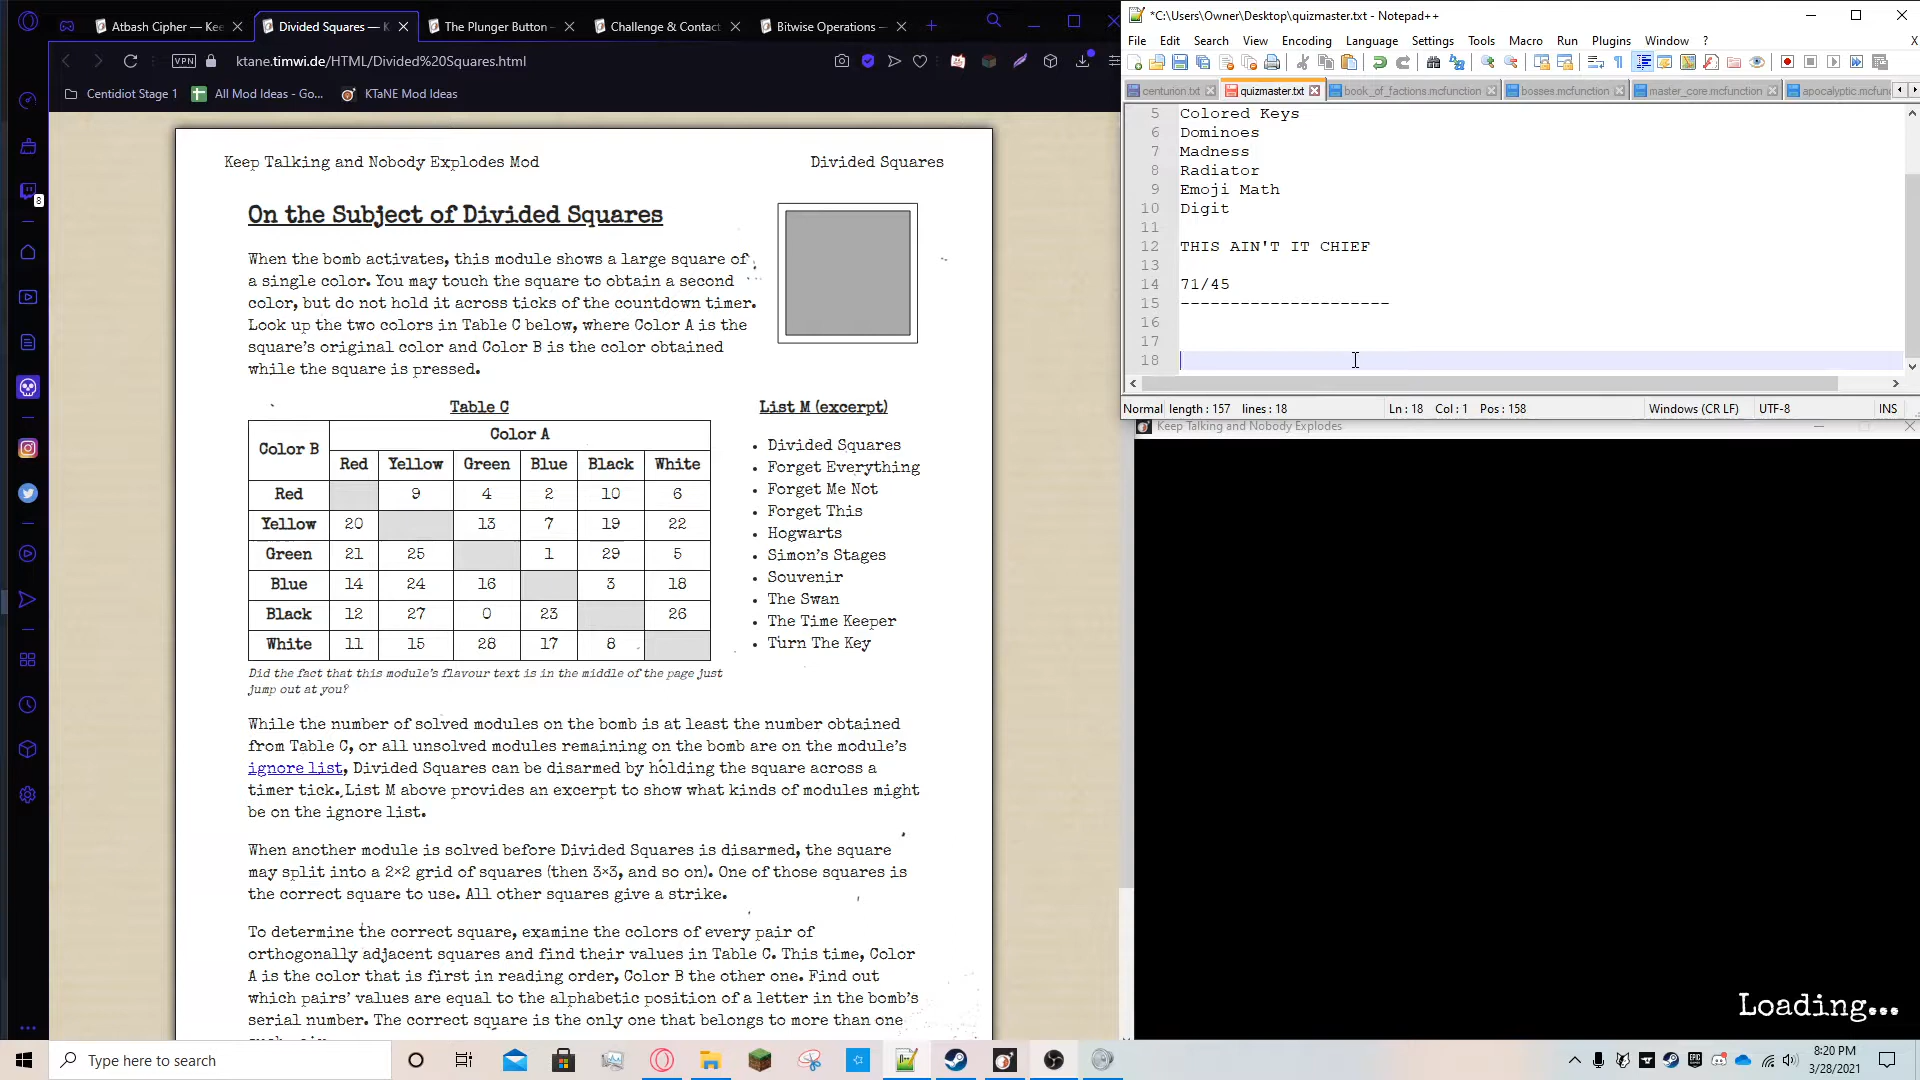 Atbash Cipher — Kee
Divided Squares — K
The Plunger Button —
Challenge & Contact
Bitwise Operations —
VPN
ktane.timwi.de/HTML/Divided%20Squares.html
Centidiot Stage 1
All Mod Ideas - Goo...
KTaNE Mod Ideas
8
Keep Talking and Nobody Explodes Mod
Divided Squares
On the Subject of Divided Squares
When the bomb activates, this module shows a large square of
a single color. You may touch the square to obtain a second
color, but do not hold it across ticks of the countdown timer.
Look up the two colors in Table C below, where Color A is the
square's original color and Color B is the color obtained
while the square is pressed.
Table C
Color B
Color A
Red Yellow Green Blue Black White
Red 9 4 2 10 6
Yellow 20 13 7 19 22
Green 21 25 1 29 5
Blue 14 24 16 3 18
Black 12 27 0 23 26
White 11 15 28 17 8
List M (excerpt)
• Divided Squares
• Forget Everything
• Forget Me Not
• Forget This
• Hogwarts
• Simon's Stages
• Souvenir
• The Swan
• The Time Keeper
• Turn The Key
Did the fact that this module's flavour text is in the middle of the page just
jump out at you?
While the number of solved modules on the bomb is at least the number obtained
from Table C, or all unsolved modules remaining on the bomb are on the module's
ignore list, Divided Squares can be disarmed by holding the square across a
timer tick. List M above provides an excerpt to show what kinds of modules might
be on the ignore list.
When another module is solved before Divided Squares is disarmed, the square
may split into a 2×2 grid of squares (then 3×3, and so on). One of those squares is
the correct square to use. All other squares give a strike.
To determine the correct square, examine the colors of every pair of
orthogonally adjacent squares and find their values in Table C. This time, Color
A is the color that is first in reading order, Color B the other one. Find out
which pairs' values are equal to the alphabetic position of a letter in the bomb's
serial number. The correct square is the only one that belongs to more than one
*C:\Users\Owner\Desktop\quizmaster.txt - Notepad++
File Edit Search View Encoding Language Settings Tools Macro Run Plugins Window ?
X
centurion.txt
quizmaster.txt
book_of_factions.mcfunction
bosses.mcfunction
master_core.mcfunction
apocalyptic.mcfunc
5 Colored Keys
6 Dominoes
7 Madness
8 Radiator
9 Emoji Math
10 Digit
11
12 THIS AIN'T IT CHIEF
13
14 71/45
15 ---------------------
16
17
18
Normal length : 157 lines : 18
Ln : 18 Col : 1 Pos : 158
Windows (CR LF)
UTF-8
INS
Keep Talking and Nobody Explodes
Loading...
Type here to search
8:20 PM
3/28/2021